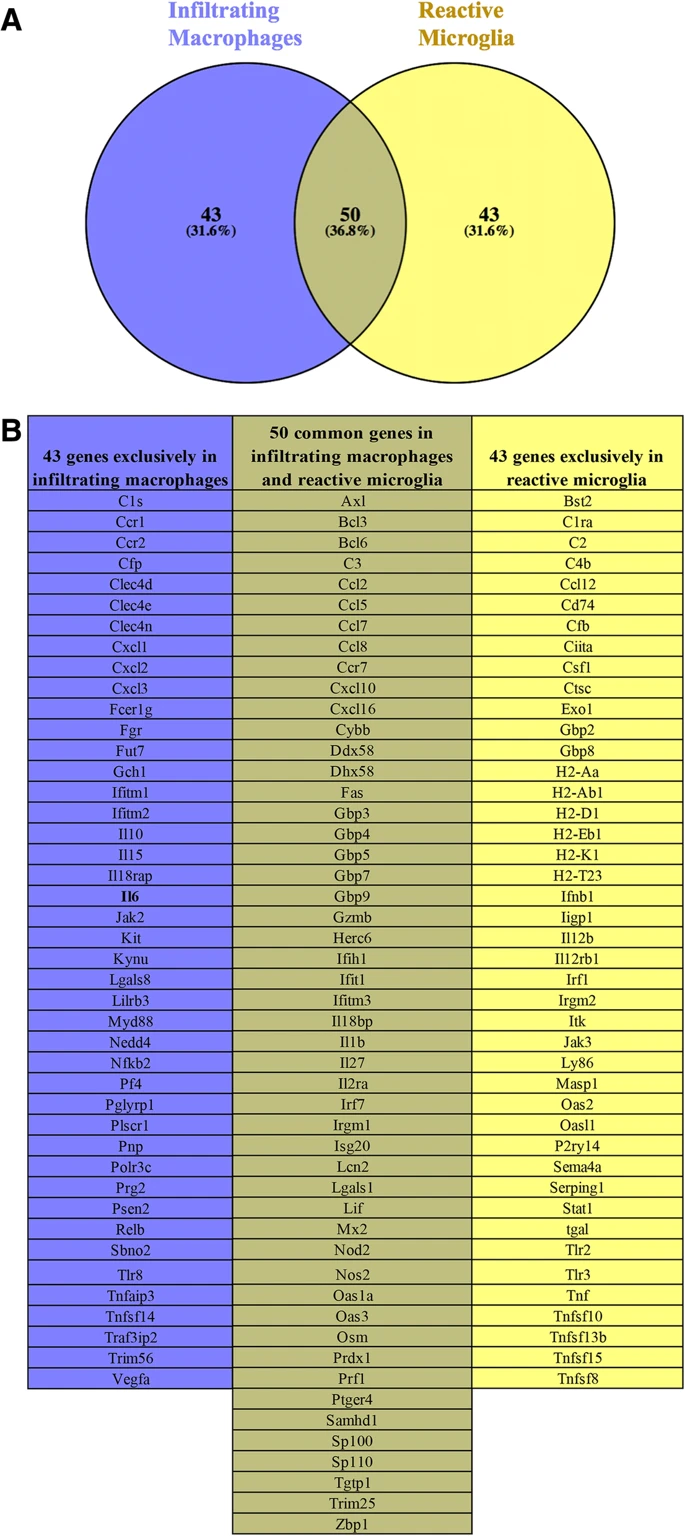 A
Infiltrating
Macrophages
Reactive
Microglia
43
(31.6%)
50
(36.8%)
43
(31.6%)
B
43 genes exclusively in
infiltrating macrophages
50 common genes in
infiltrating macrophages
and reactive microglia
43 genes exclusively in
reactive microglia
C1s Axl Bst2
Ccr1 Bcl3 C1ra
Ccr2 Bcl6 C2
Cfp C3 C4b
Clec4d Ccl2 Ccl12
Clec4e Ccl5 Cd74
Clec4n Ccl7 Cfb
Cxcl1 Ccl8 Ciita
Cxcl2 Ccr7 Csf1
Cxcl3 Cxcl10 Ctsc
Fcer1g Cxcl16 Exo1
Fgr Cybb Gbp2
Fut7 Ddx58 Gbp8
Gch1 Dhx58 H2-Aa
Ifitm1 Fas H2-Ab1
Ifitm2 Gbp3 H2-D1
Il10 Gbp4 H2-Eb1
Il15 Gbp5 H2-K1
Il18rap Gbp7 H2-T23
Il6 Gbp9 Ifnb1
Jak2 Gzmb Iigp1
Kit Herc6 Il12b
Kynu Ifih1 Il12rb1
Lgals8 Ifit1 Irf1
Lilrb3 Ifitm3 Irgm2
Myd88 Il18bp Itk
Nedd4 Il1b Jak3
Nfkb2 Il27 Ly86
Pf4 Il2ra Masp1
Pglyrp1 Irf7 Oas2
Plscr1 Irgm1 Oasl1
Pnp Isg20 P2ry14
Polr3c Lcn2 Sema4a
Prg2 Lgals1 Serping1
Psen2 Lif Stat1
Relb Mx2 tgal
Sbno2 Nod2 Tlr2
Tlr8 Nos2 Tlr3
Tnfaip3 Oas1a Tnf
Tnfsf14 Oas3 Tnfsf10
Traf3ip2 Osm Tnfsf13b
Trim56 Prdx1 Tnfsf15
Vegfa Prf1 Tnfsf8
Ptger4
Samhd1
Sp100
Sp110
Tgtp1
Trim25
Zbp1